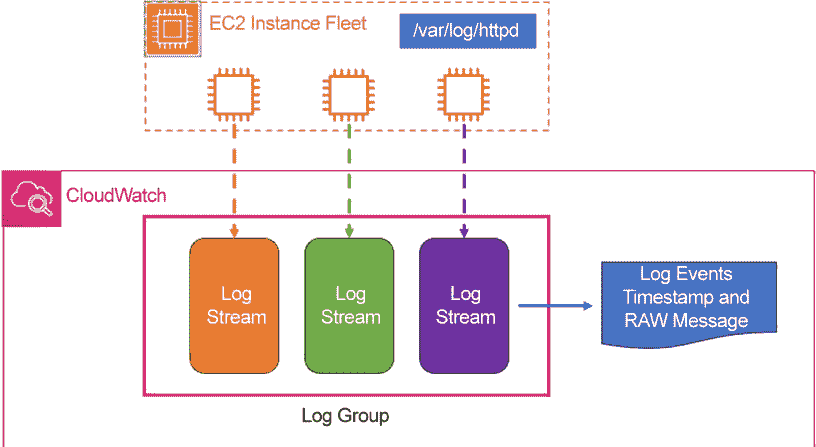 EC2 Instance Fleet
/var/log/httpd
CloudWatch
Log
Stream
Log
Stream
Log
Stream
Log Events
Timestamp and
RAW Message
Log Group